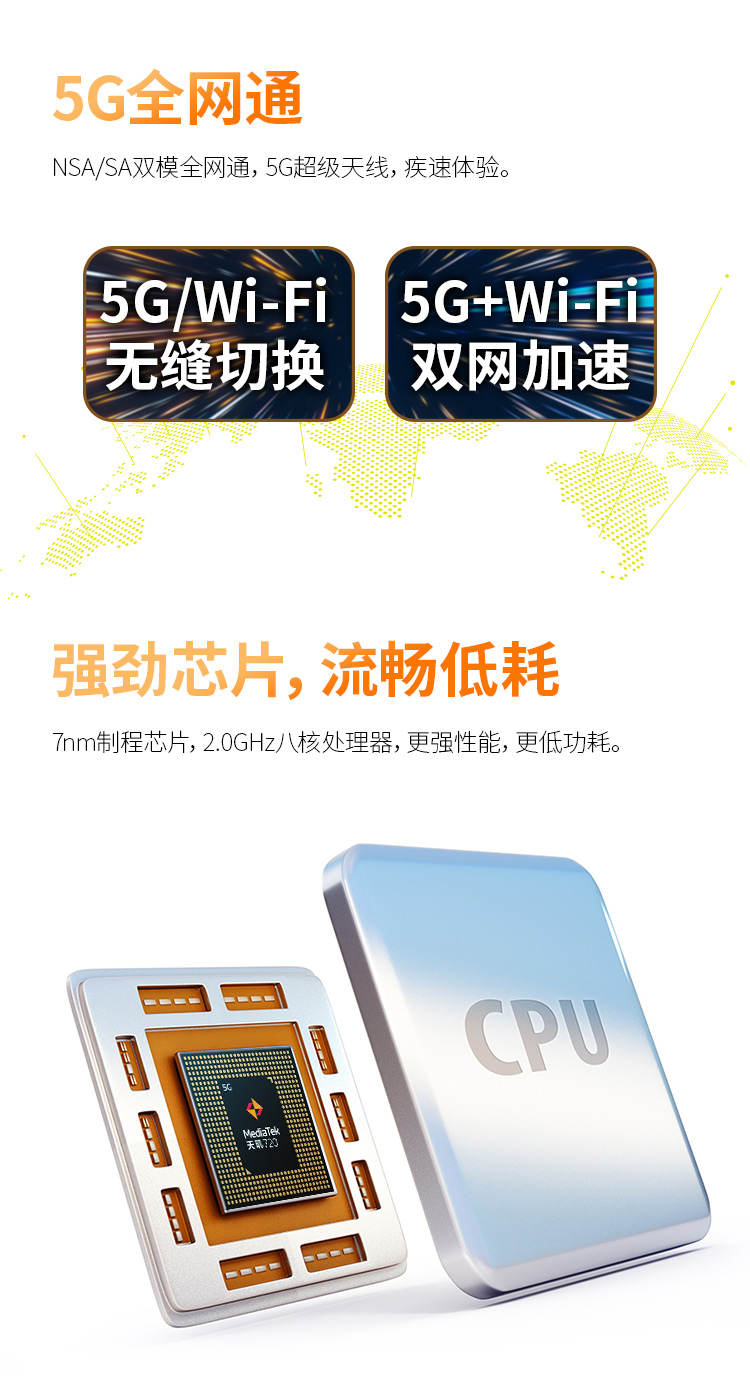 5G全网通
NSA/SA双模全网通，5G超级天线，疾速体验。
5G/Wi-Fi
无缝切换
5G+Wi-Fi
双网加速
强劲芯片，流畅低耗
7nm制程芯片，2.0GHz八核处理器，更强性能，更低功耗。
CPU
5G
MediaTek
天玑720